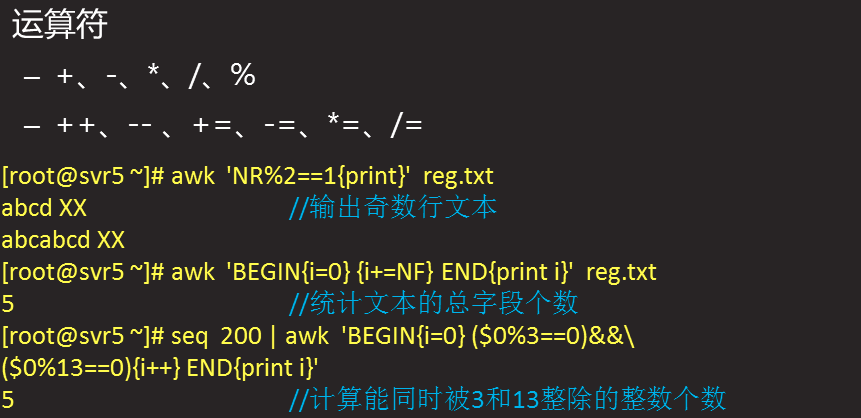 运算符
– +、-、*、/、%
– ++、--、+=、-=、*=、/=
[root@svr5 ~]# awk 'NR%2==1{print}' reg.txt
abcd XX //输出奇数行文本
abcabcd XX
[root@svr5 ~]# awk 'BEGIN{i=0} {i+=NF} END{print i}' reg.txt
5 //统计文本的总字段个数
[root@svr5 ~]# seq 200 | awk 'BEGIN{i=0} ($0%3==0)&&\
($0%13==0){i++} END{print i}'
5 //计算能同时被3和13整除的整数个数